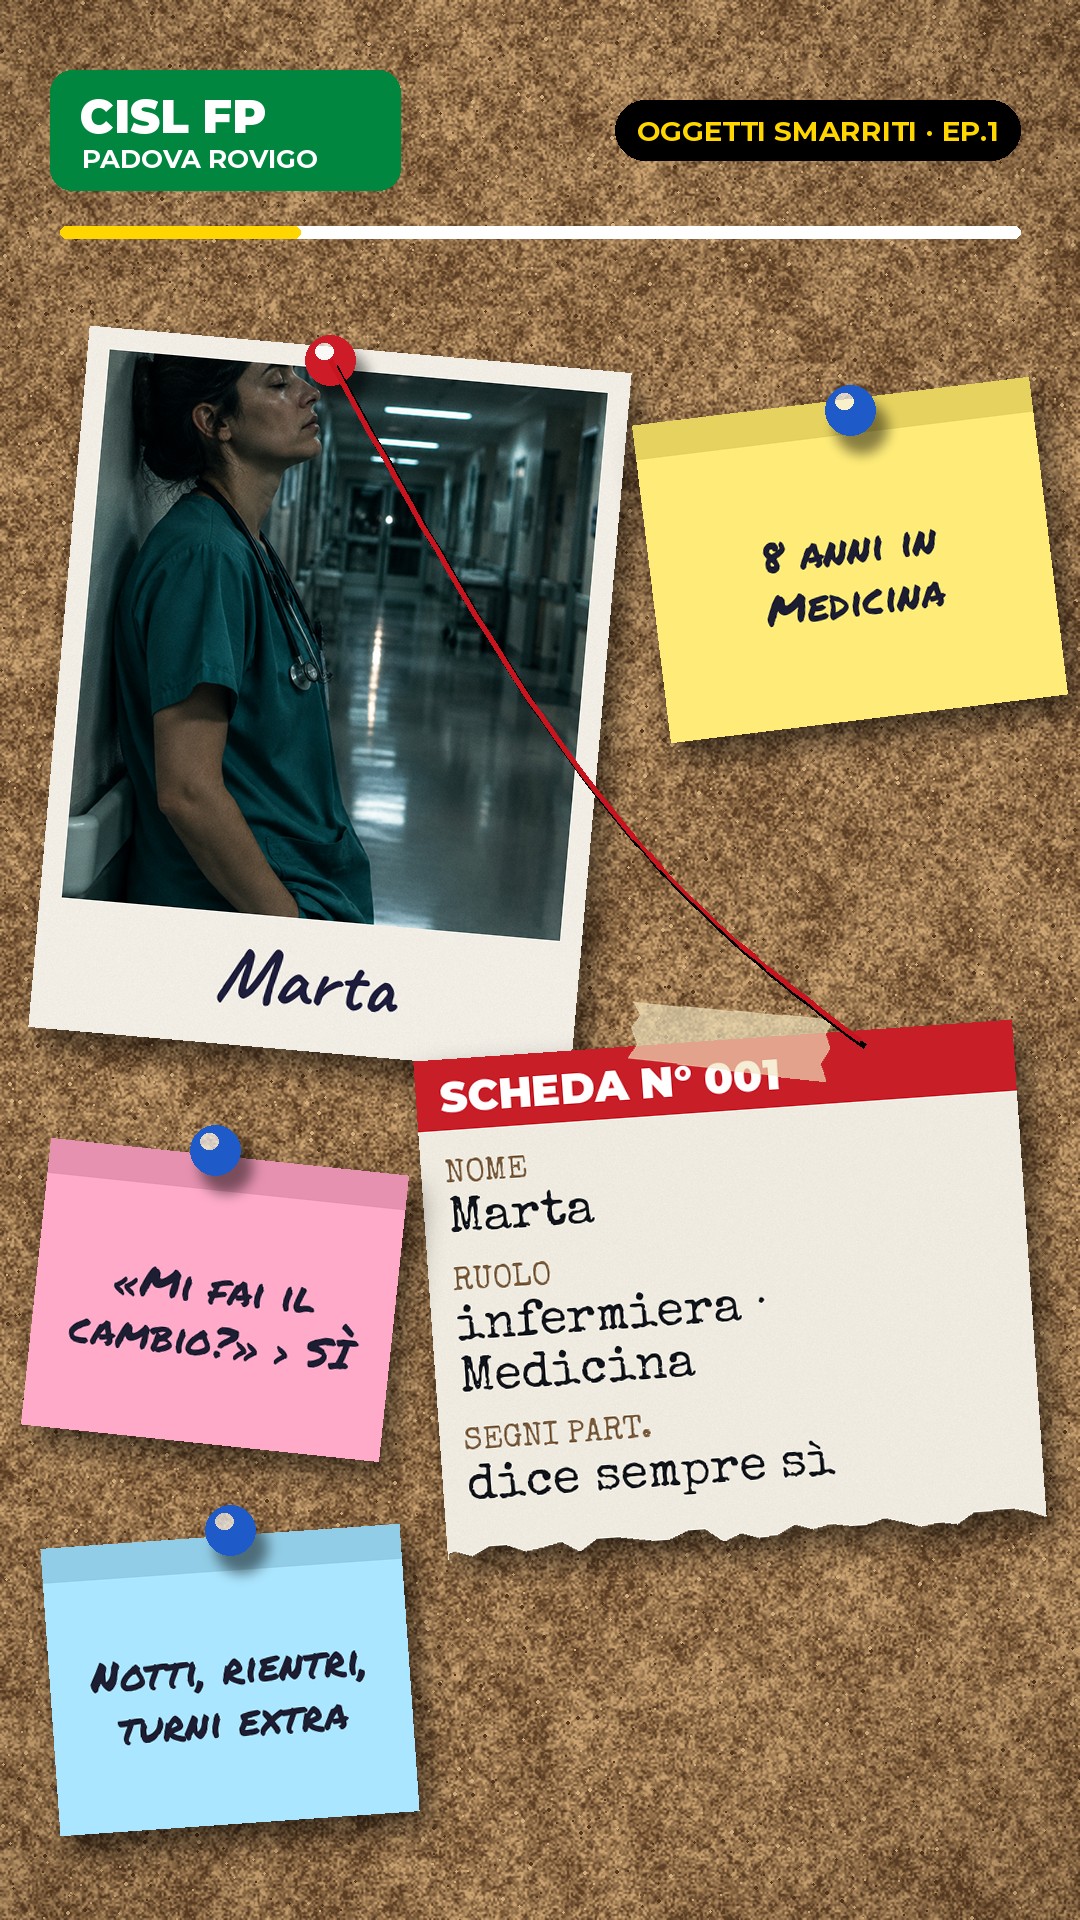 CISL FP
PADOVA ROVIGO
OGGETTI SMARRITI · EP.1
8 ANNI IN
MEDICINA
Marta
SCHEDA N° 001
NOME
Marta
RUOLO
infermiera ·
Medicina
SEGNI PART.
dice sempre sì
«MI FAI IL
CAMBIO?» > SÌ
NOTTI, RIENTRI,
TURNI EXTRA